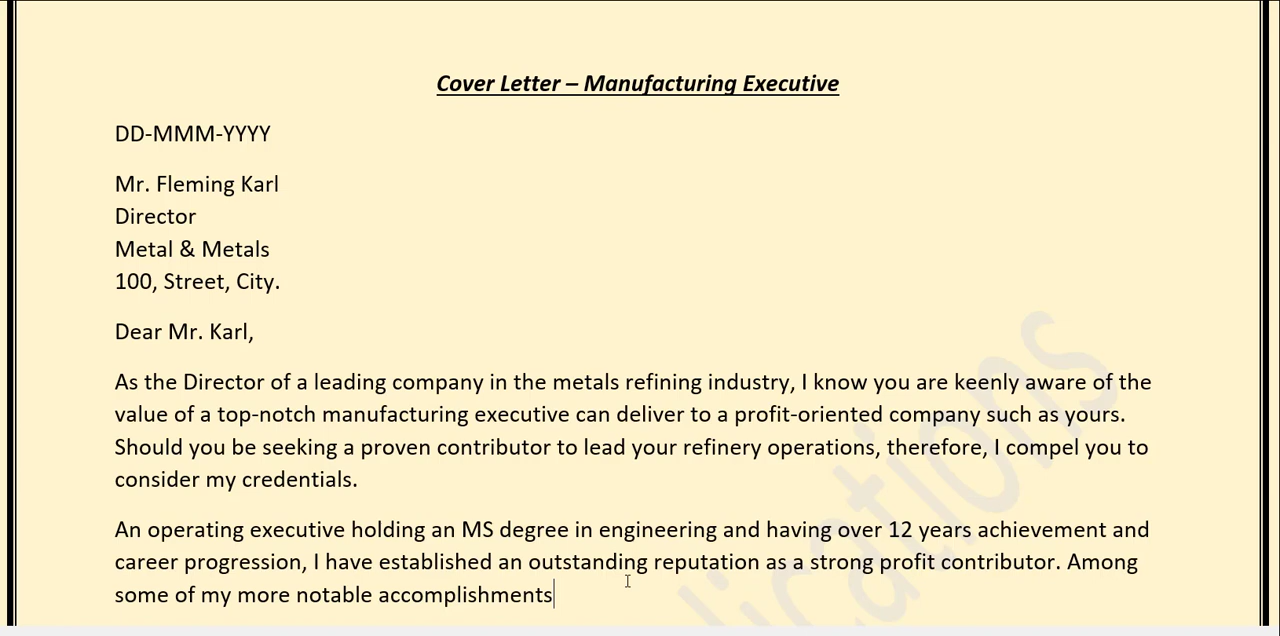 Cover Letter – Manufacturing Executive
DD-MMM-YYYY
Mr. Fleming Karl
Director
Metal & Metals
100, Street, City.
Dear Mr. Karl,
As the Director of a leading company in the metals refining industry, I know you are keenly aware of the
value of a top-notch manufacturing executive can deliver to a profit-oriented company such as yours.
Should you be seeking a proven contributor to lead your refinery operations, therefore, I compel you to
consider my credentials.
An operating executive holding an MS degree in engineering and having over 12 years achievement and
career progression, I have established an outstanding reputation as a strong profit contributor. Among
some of my more notable accomplishments